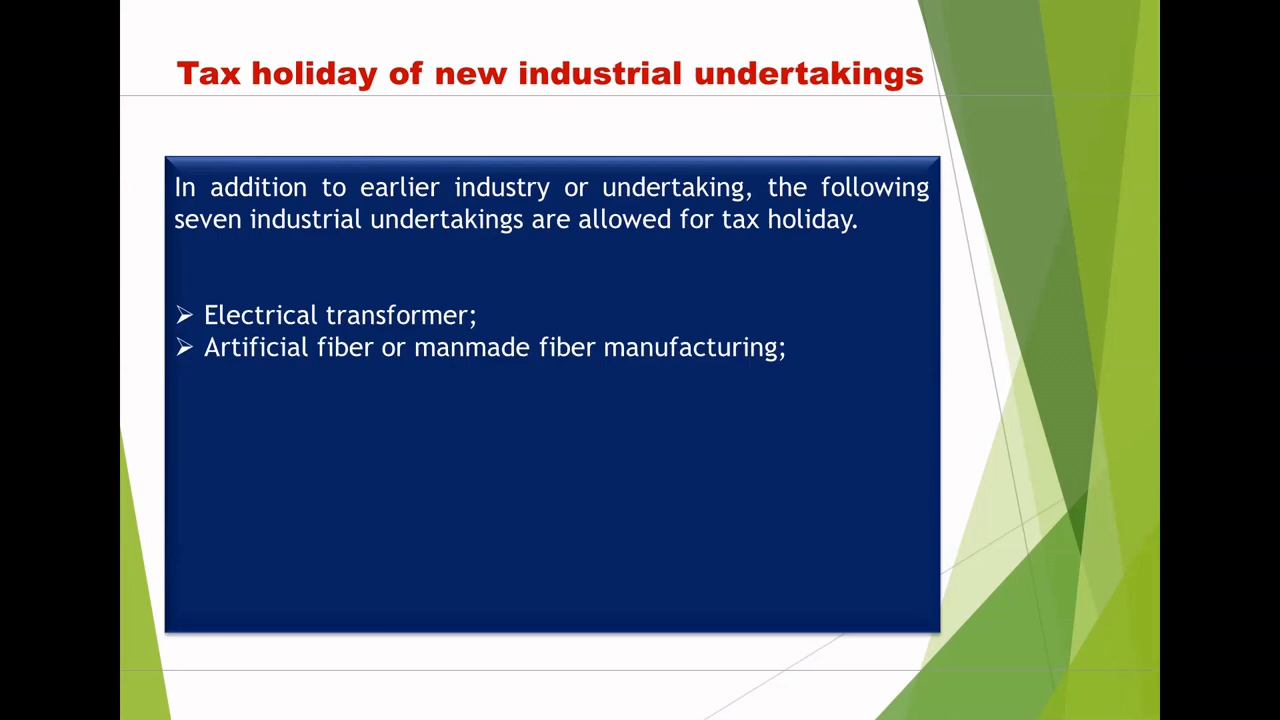 Tax holiday of new industrial undertakings
In addition to earlier industry or undertaking, the following
seven industrial undertakings are allowed for tax holiday.
➢ Electrical transformer;
➢ Artificial fiber or manmade fiber manufacturing;